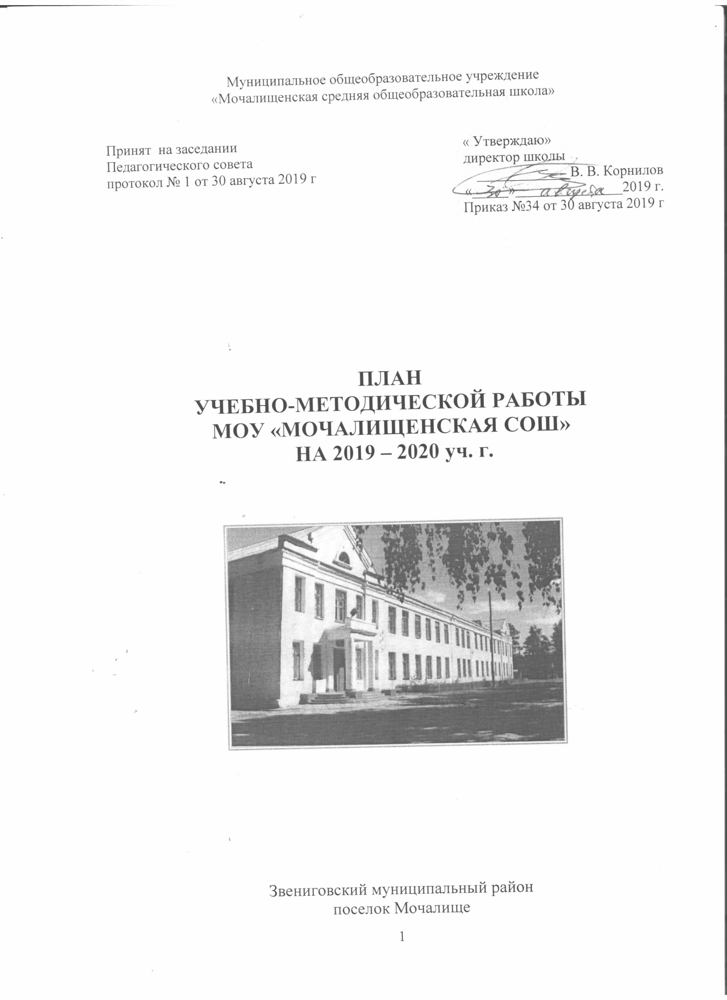 Муниципальное общеобразовательное учреждение
«Мочалищенская средняя общеобразовательная школа»
Принят на заседании
Педагогического совета
протокол № 1 от 30 августа 2019 г
« Утверждаю»
директор школы
_____________ В. В. Корнилов
«30» августа 2019 г.
Приказ №34 от 30 августа 2019 г
ПЛАН
УЧЕБНО-МЕТОДИЧЕСКОЙ РАБОТЫ
МОУ «МОЧАЛИЩЕНСКАЯ СОШ»
НА 2019 – 2020 уч. г.
Звениговский муниципальный район
поселок Мочалище
1